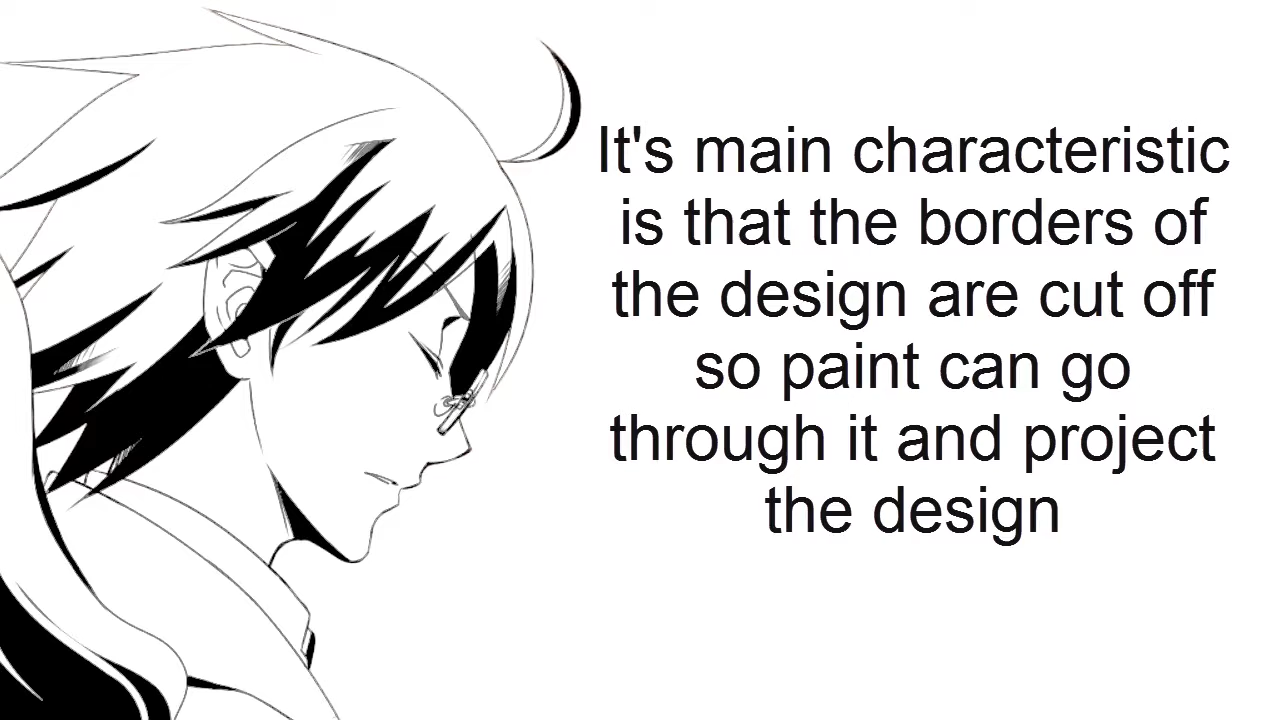 It's main characteristic
is that the borders of
the design are cut off
so paint can go
through it and project
the design